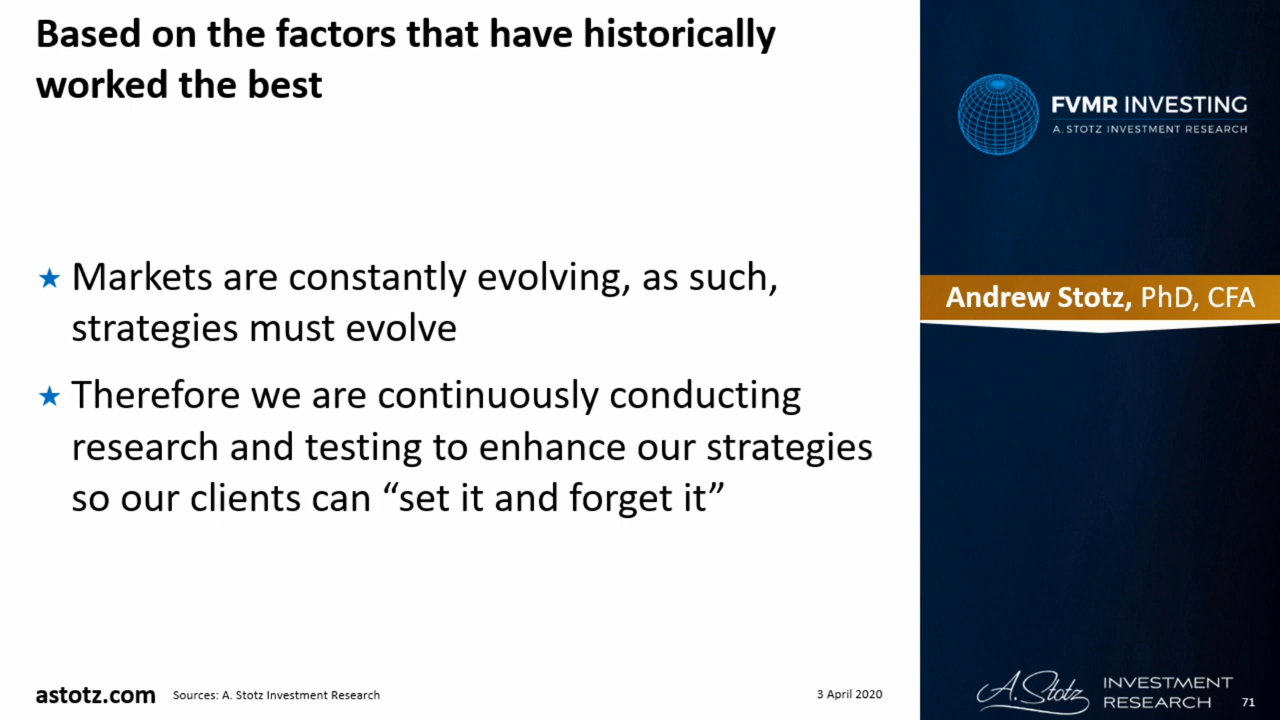 Based on the factors that have historically
worked the best
★ Markets are constantly evolving, as such,
strategies must evolve
★ Therefore we are continuously conducting
research and testing to enhance our strategies
so our clients can “set it and forget it”
astotz.com
Sources: A. Stotz Investment Research
3 April 2020
FVMR INVESTING
A. STOTZ INVESTMENT RESEARCH
Andrew Stotz, PhD, CFA
A. Stotz
INVESTMENT
RESEARCH
71